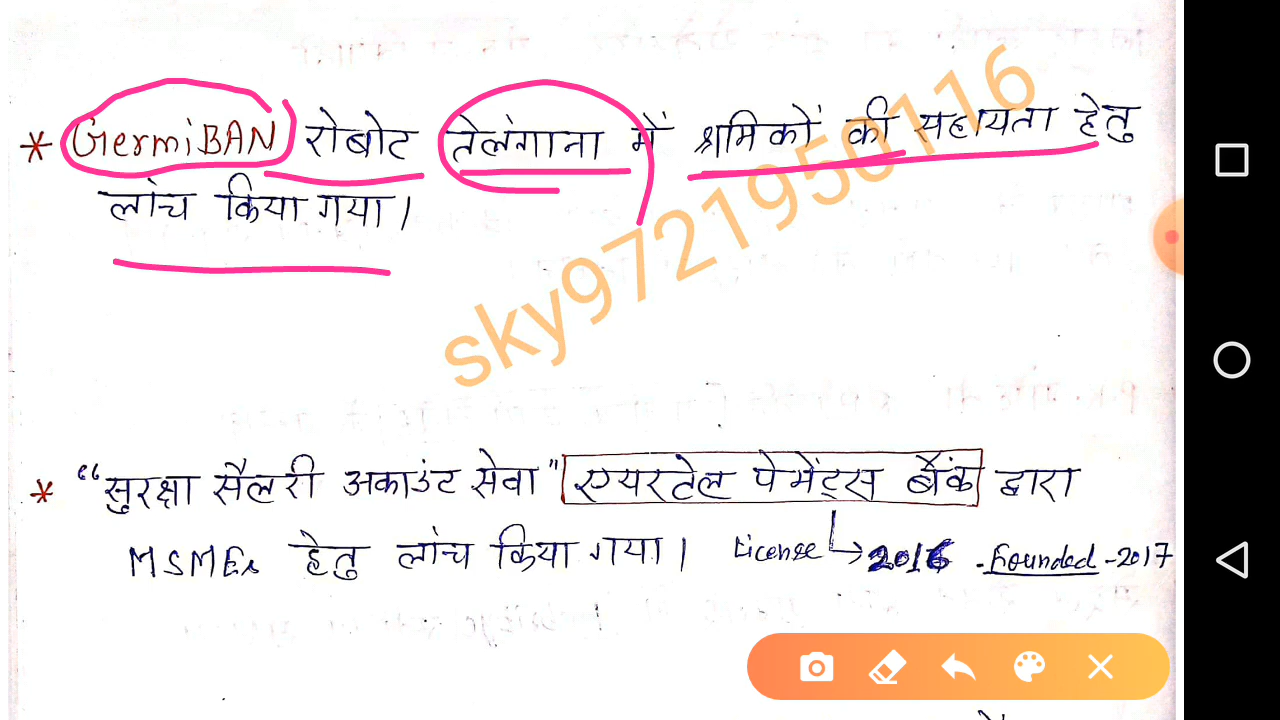 * GermiBAN रोबोट तेलंगाना में श्रमिकों की सहायता हेतु
लांच किया गया।
sky9721950116
* "सुरक्षा सैलरी अकाउंट सेवा" एयरटेल पेमेंट्स बैंक द्वारा
MSMEs हेतु लांच किया गया। License → 2016 - Founded - 2017